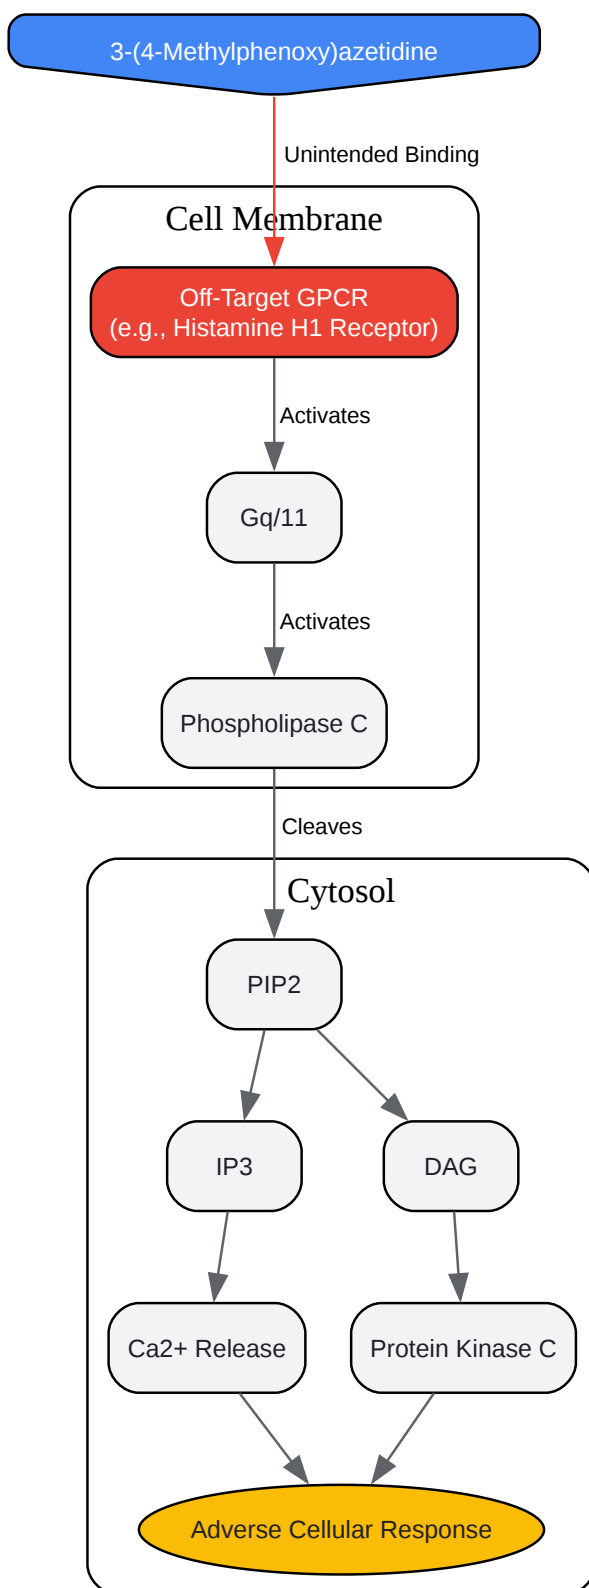 3-(4-Methylphenoxy)azetidine
Unintended Binding
Cell Membrane
Off-Target GPCR
(e.g., Histamine H1 Receptor)
Activates
Gq/11
Activates
Phospholipase C
Cleaves
Cytosol
PIP2
IP3
DAG
Ca2+ Release
Protein Kinase C
Adverse Cellular Response